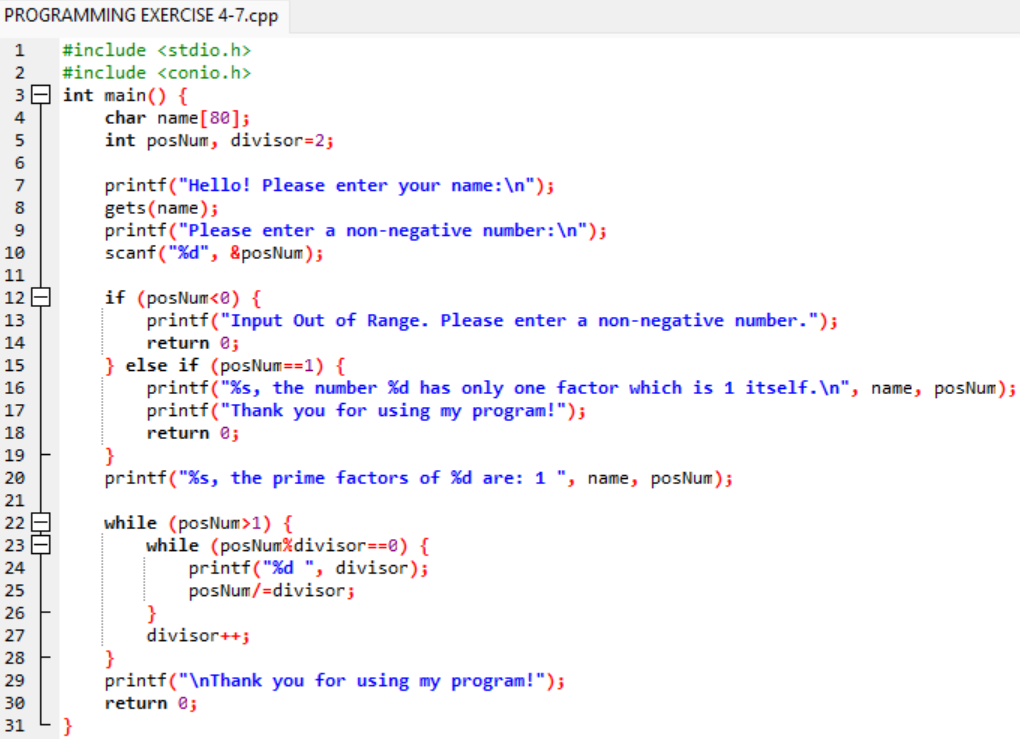 PROGRAMMING EXERCISE 4-7.cpp
1 #include <stdio.h>
2 #include <conio.h>
3 int main() {
4 char name[80];
5 int posNum, divisor=2;
6
7 printf("Hello! Please enter your name:\n");
8 gets(name);
9 printf("Please enter a non-negative number:\n");
10 scanf("%d", &posNum);
11
12 if (posNum<0) {
13 printf("Input Out of Range. Please enter a non-negative number.");
14 return 0;
15 } else if (posNum==1) {
16 printf("%s, the number %d has only one factor which is 1 itself.\n", name, posNum);
17 printf("Thank you for using my program!");
18 return 0;
19 }
20 printf("%s, the prime factors of %d are: 1 ", name, posNum);
21
22 while (posNum>1) {
23 while (posNum%divisor==0) {
24 printf("%d ", divisor);
25 posNum/=divisor;
26 }
27 divisor++;
28 }
29 printf("\nThank you for using my program!");
30 return 0;
31 }